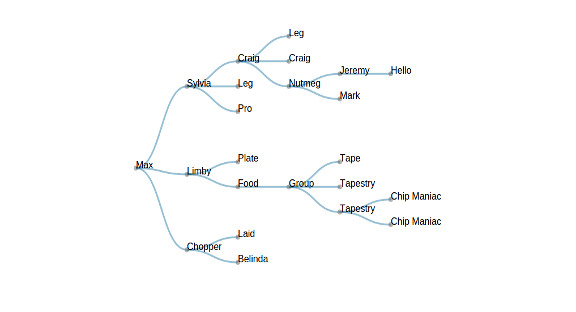 Leg
Craig Craig
Jeremy Hello
Sylvia Leg Nutmeg
Mark
Pro
Plate Tape
Max
Limby
Food Group Tapestry
Chip Maniac
Tapestry
Chip Maniac
Laid
Chopper
Belinda